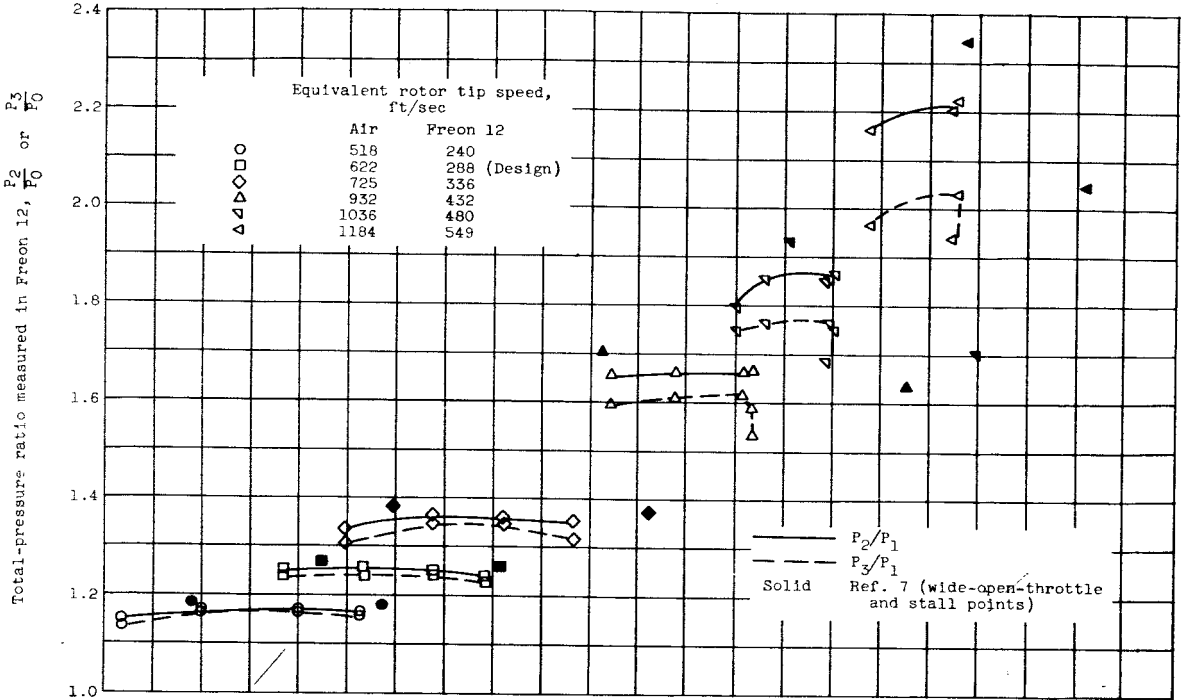 Total-pressure ratio measured in Freon 12, P2/P0 or P3/P0
2.4
2.2
2.0
1.8
1.6
1.4
1.2
1.0
Equivalent rotor tip speed,
ft/sec
Air Freon 12
518 240
622 288 (Design)
725 336
932 432
1036 480
1184 549
P2/P1
P3/P1
Solid Ref. 7 (wide-open-throttle
and stall points)